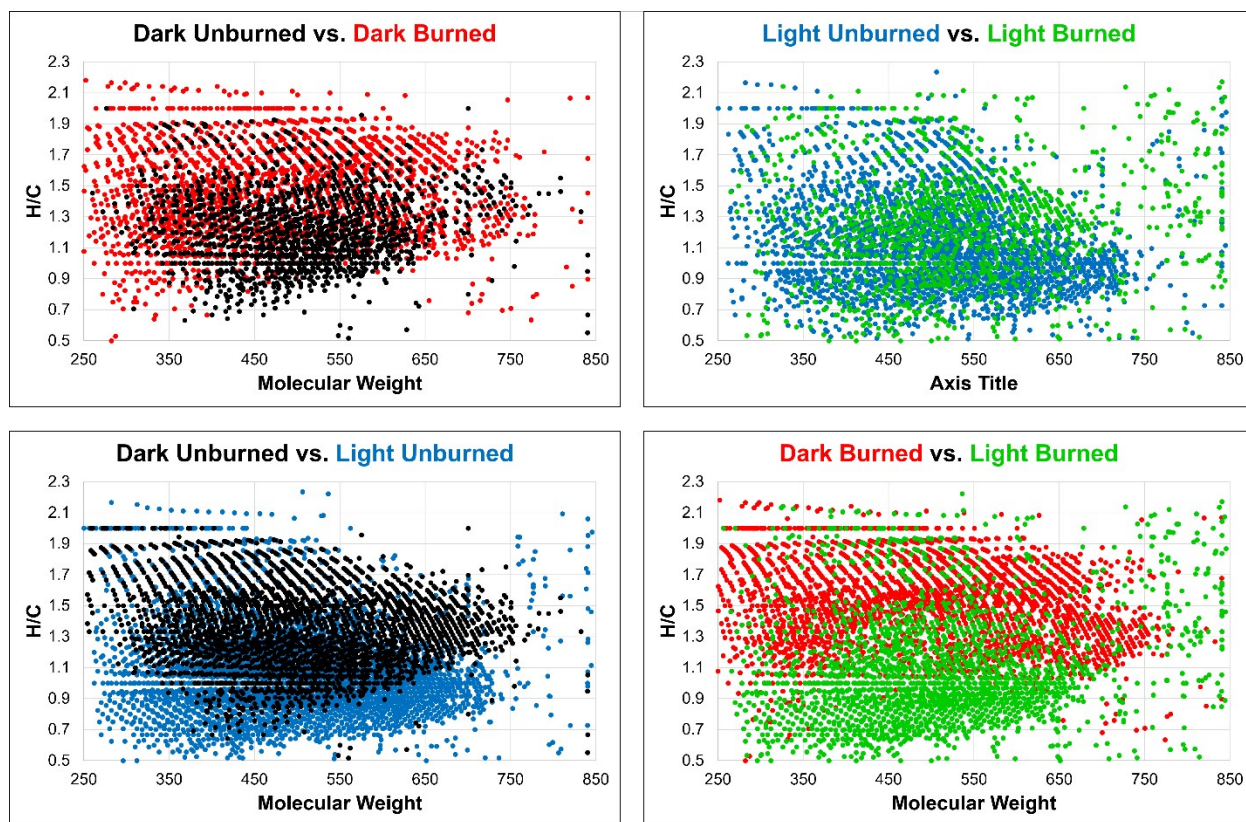 Dark Unburned vs. Dark Burned
H/C
2.3
2.1
1.9
1.7
1.5
1.3
1.1
0.9
0.7
0.5
250 350 450 550 650 750 850
Molecular Weight
Light Unburned vs. Light Burned
H/C
2.3
2.1
1.9
1.7
1.5
1.3
1.1
0.9
0.7
0.5
250 350 450 550 650 750 850
Axis Title
Dark Unburned vs. Light Unburned
H/C
2.3
2.1
1.9
1.7
1.5
1.3
1.1
0.9
0.7
0.5
250 350 450 550 650 750 850
Molecular Weight
Dark Burned vs. Light Burned
H/C
2.3
2.1
1.9
1.7
1.5
1.3
1.1
0.9
0.7
0.5
250 350 450 550 650 750 850
Molecular Weight